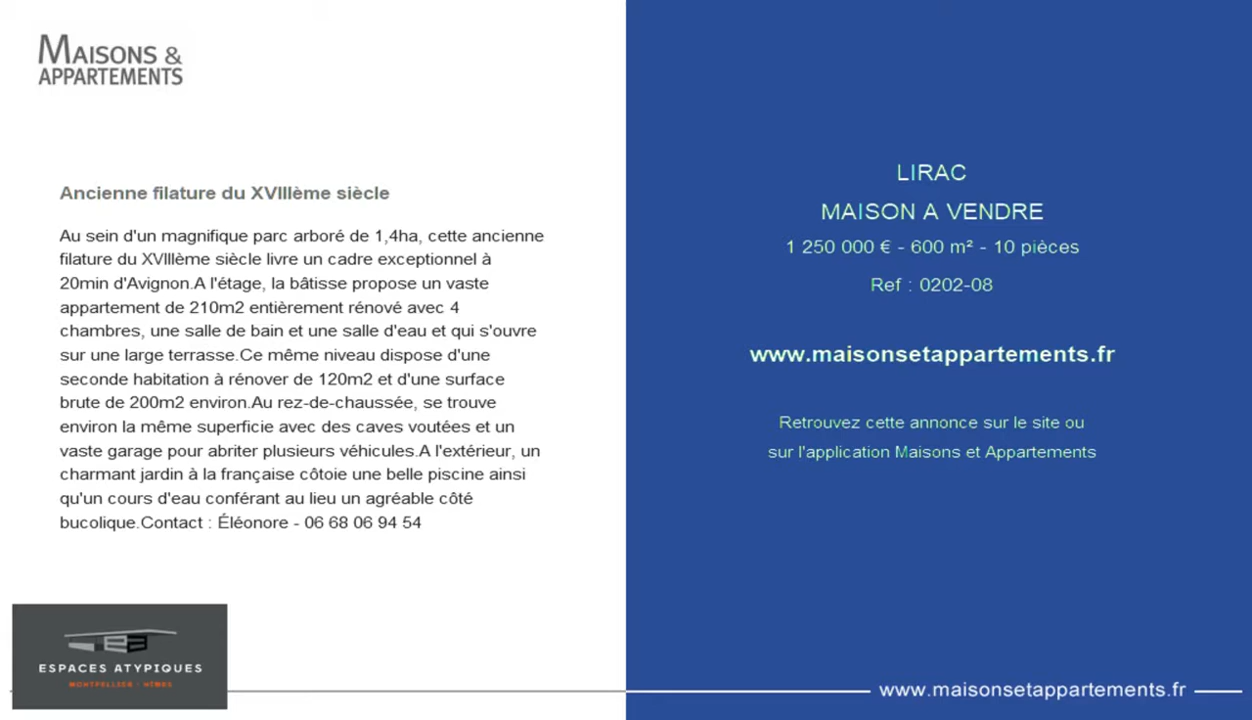 MAISONS &
APPARTEMENTS
Ancienne filature du XVIIIème siècle
Au sein d'un magnifique parc arboré de 1,4ha, cette ancienne
filature du XVIIIème siècle livre un cadre exceptionnel à
20min d'Avignon.A l'étage, la bâtisse propose un vaste
appartement de 210m2 entièrement rénové avec 4
chambres, une salle de bain et une salle d'eau et qui s'ouvre
sur une large terrasse.Ce même niveau dispose d'une
seconde habitation à rénover de 120m2 et d'une surface
brute de 200m2 environ.Au rez-de-chaussée, se trouve
environ la même superficie avec des caves voutées et un
vaste garage pour abriter plusieurs véhicules.A l'extérieur, un
charmant jardin à la française côtoie une belle piscine ainsi
qu'un cours d'eau conférant au lieu un agréable côté
bucolique.Contact : Éléonore - 06 68 06 94 54
ESPACES ATYPIQUES
MONTPELLIER - NÎMES
LIRAC
MAISON A VENDRE
1 250 000 € - 600 m² - 10 pièces
Ref : 0202-08
www.maisonsetappartements.fr
Retrouvez cette annonce sur le site ou
sur l'application Maisons et Appartements
www.maisonsetappartements.fr